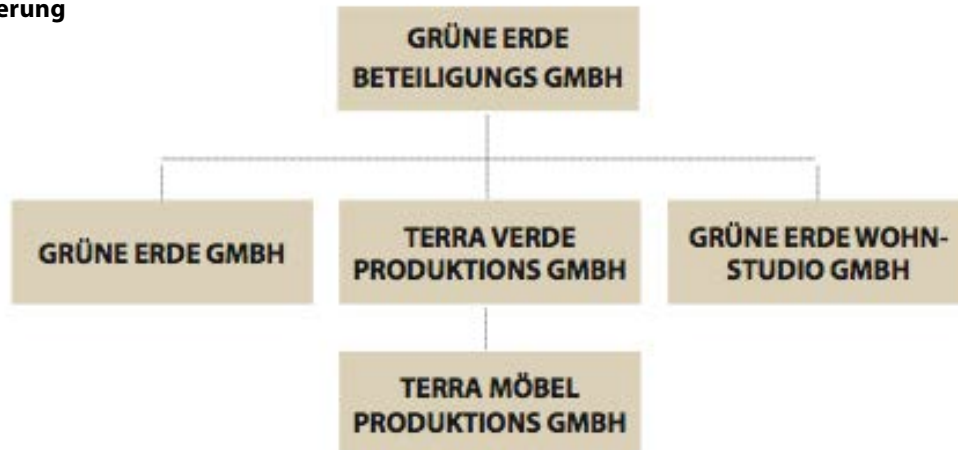 GRÜNE ERDE
BETEILIGUNGS GMBH
GRÜNE ERDE GMBH
TERRA VERDE
PRODUKTIONS GMBH
GRÜNE ERDE WOHN-
STUDIO GMBH
TERRA MÖBEL
PRODUKTIONS GMBH